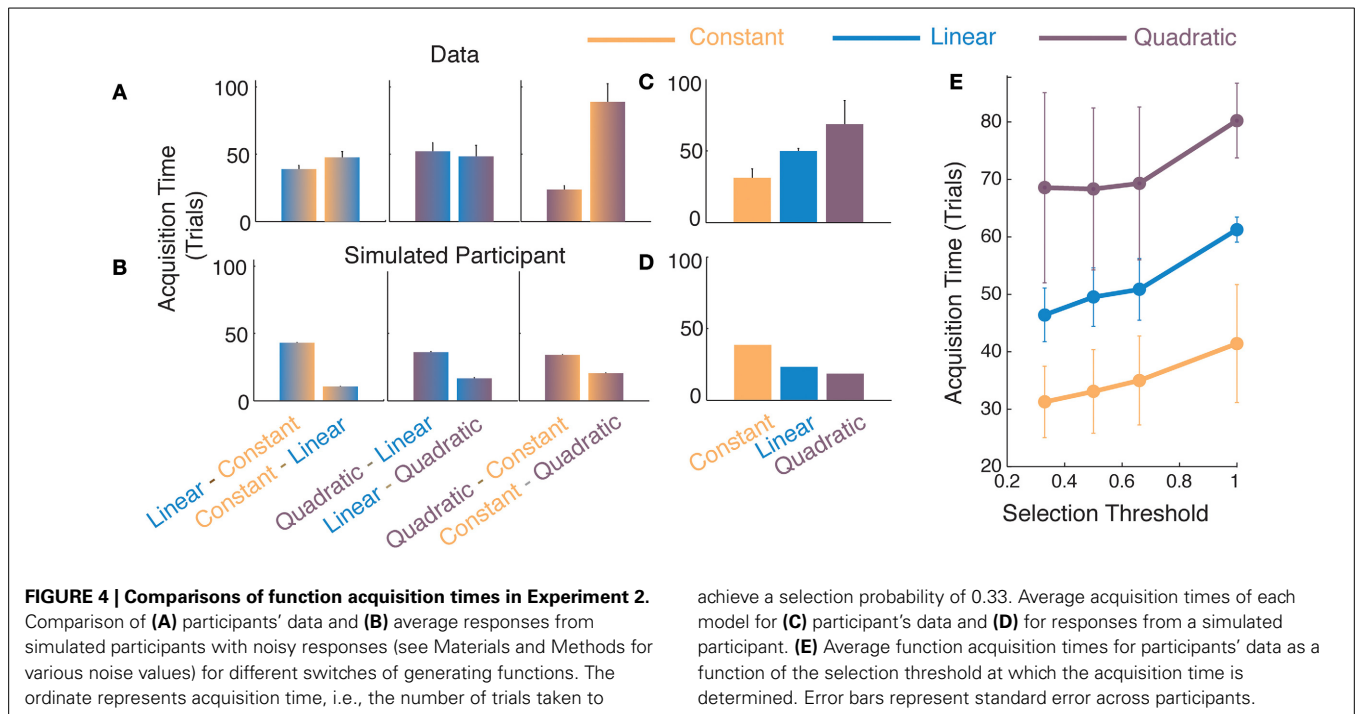 Constant Linear Quadratic
Data
A
Acquisition Time
(Trials)
100
50
0
B
Simulated Participant
100
50
0
Linear - Constant
Constant - Linear
Quadratic - Linear
Linear - Quadratic
Quadratic - Constant
Constant - Quadratic
C
100
50
0
D
100
50
0
Constant
Linear
Quadratic
E
Acquisition Time (Trials)
80
70
60
50
40
30
20
0.2 0.4 0.6 0.8 1
Selection Threshold
FIGURE 4 | Comparisons of function acquisition times in Experiment 2.
Comparison of (A) participants' data and (B) average responses from
simulated participants with noisy responses (see Materials and Methods for
various noise values) for different switches of generating functions. The
ordinate represents acquisition time, i.e., the number of trials taken to
achieve a selection probability of 0.33. Average acquisition times of each
model for (C) participant's data and (D) for responses from a simulated
participant. (E) Average function acquisition times for participants' data as a
function of the selection threshold at which the acquisition time is
determined. Error bars represent standard error across participants.